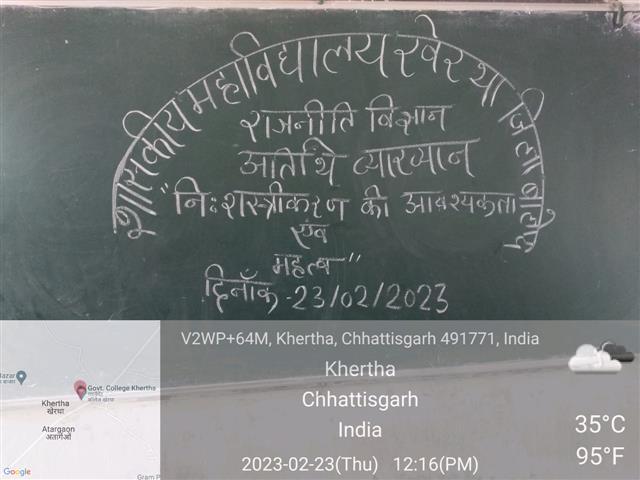 शासकीय महाविद्यालय खेरथा जिला बालोद
राजनीति विज्ञान
अतिथि व्याख्यान
"निःशस्त्रीकरण की आवश्यकता
एवं
महत्व"
दिनाँक -23/02/2023
V2WP+64M, Khertha, Chhattisgarh 491771, India
Khertha
Chhattisgarh
India
2023-02-23(Thu) 12:16(PM)
35°C
95°F
Bazar
Govt. College Khertha
Khertha
खेरथा
Atargaon
Google
Gram P